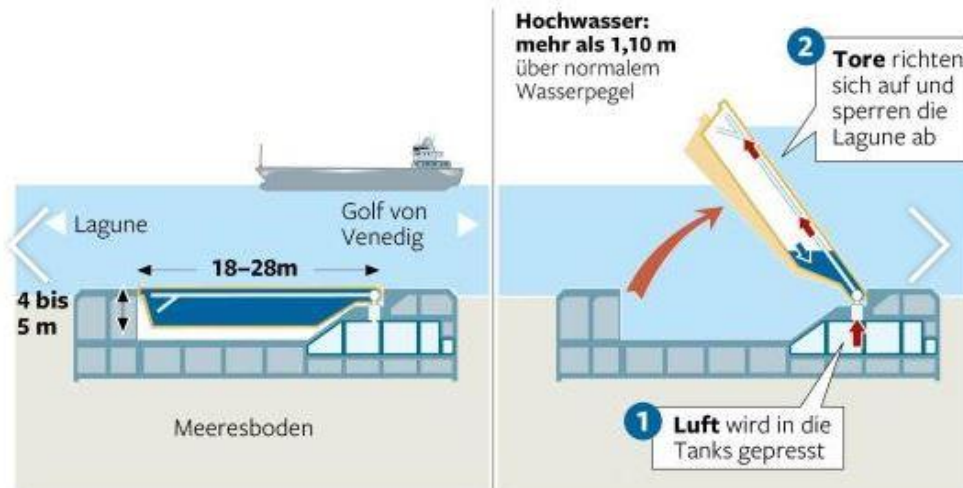 Lagune
Golf von
Venedig
18–28m
4 bis
5 m
Meeresboden
Hochwasser:
mehr als 1,10 m
über normalem
Wasserpegel
2
Tore richten
sich auf und
sperren die
Lagune ab
1
Luft wird in die
Tanks gepresst